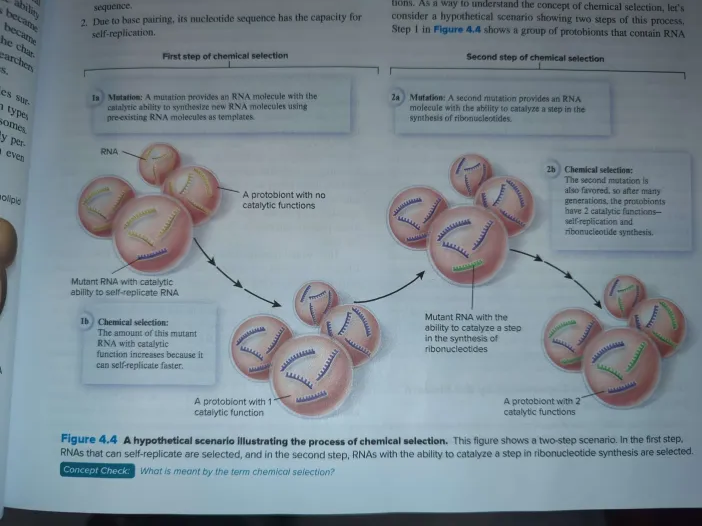 ability
became
became
he char
earchers
s.
es sur
n types
somes.
ly per-
even
holipid
sequence.
2. Due to base pairing, its nucleotide sequence has the capacity for
self-replication.
tions. As a way to understand the concept of chemical selection, let's
consider a hypothetical scenario showing two steps of this process.
Step 1 in Figure 4.4 shows a group of protobionts that contain RNA
First step of chemical selection
Second step of chemical selection
1a Mutation: A mutation provides an RNA molecule with the
catalytic ability to synthesize new RNA molecules using
pre-existing RNA molecules as templates.
2a Mutation: A second mutation provides an RNA
molecule with the ability to catalyze a step in the
synthesis of ribonucleotides.
RNA
A protobiont with no
catalytic functions
2b Chemical selection:
The second mutation is
also favored, so after many
generations, the protobionts
have 2 catalytic functions—
self-replication and
ribonucleotide synthesis.
Mutant RNA with catalytic
ability to self-replicate RNA
1b Chemical selection:
The amount of this mutant
RNA with catalytic
function increases because it
can self-replicate faster.
Mutant RNA with the
ability to catalyze a step
in the synthesis of
ribonucleotides
A protobiont with 1
catalytic function
A protobiont with 2
catalytic functions
Figure 4.4 A hypothetical scenario illustrating the process of chemical selection. This figure shows a two-step scenario. In the first step,
RNAs that can self-replicate are selected, and in the second step, RNAs with the ability to catalyze a step in ribonucleotide synthesis are selected.
Concept Check: What is meant by the term chemical selection?